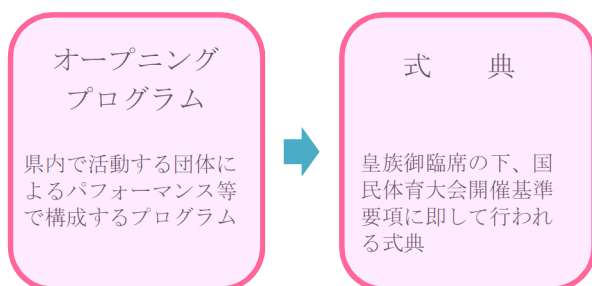 オープニング
プログラム
県内で活動する団体に
よるパフォーマンス等
で構成するプログラム
式　　典
皇族御臨席の下、国
民体育大会開催基準
要項に即して行われ
る式典